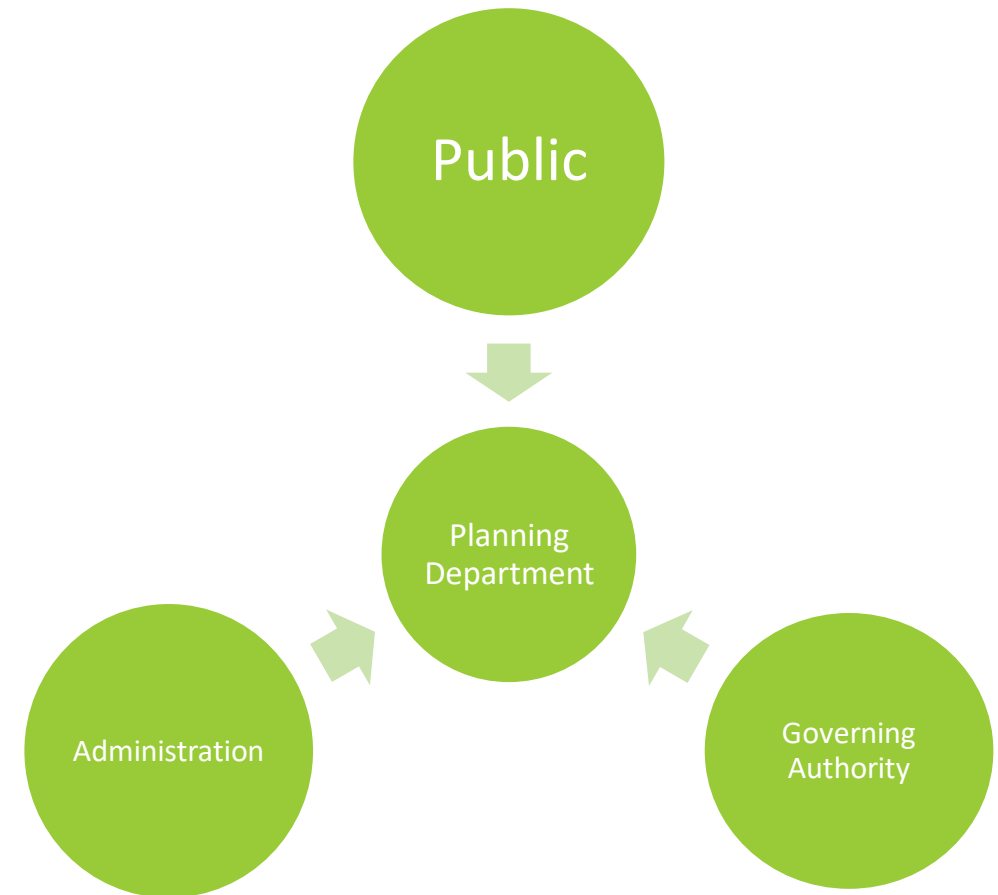 Public
Planning
Department
Administration
Governing
Authority